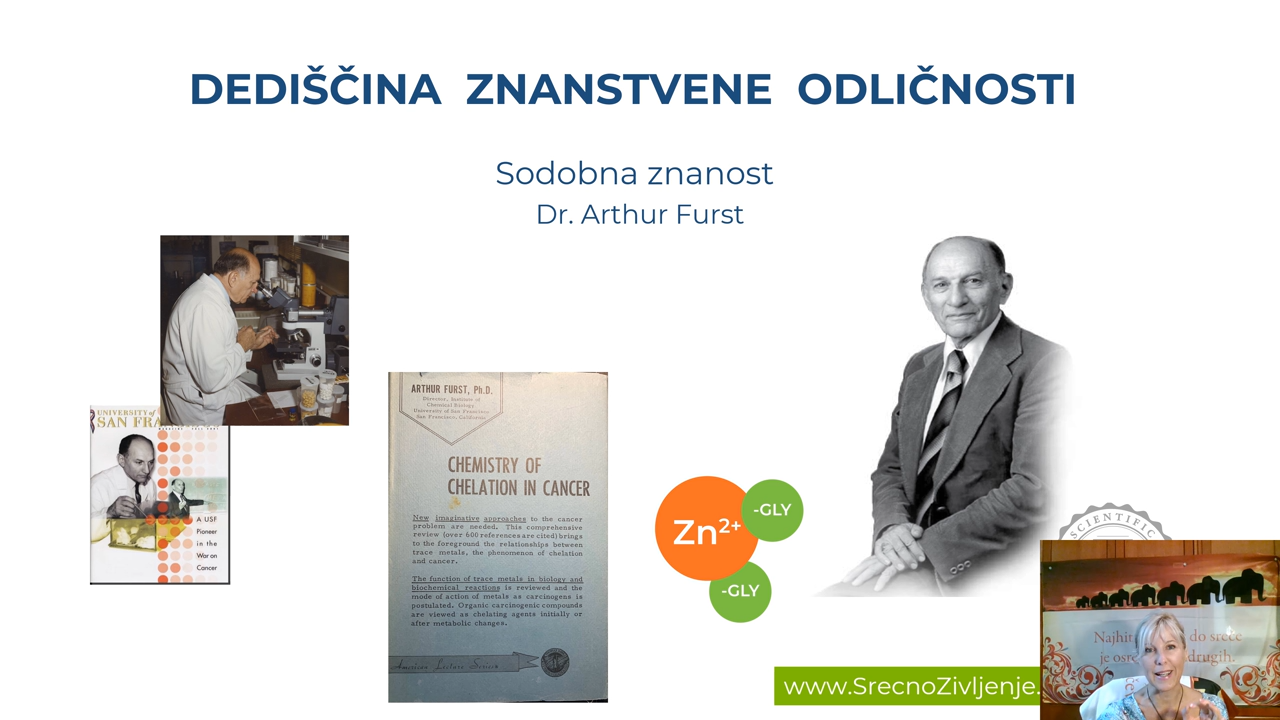 DEDIŠČINA ZNANSTVENE ODLIČNOSTI
Sodobna znanost
Dr. Arthur Furst
UNIVERSITY of
SAN FRA
A USF
Pioneer
in the
War on
Cancer
ARTHUR FURST, Ph.D.
Director, Institute of
Chemical Biology
University of San Francisco
San Francisco, California
CHEMISTRY OF
CHELATION IN CANCER
New imaginative approaches to the cancer
problem are needed. This comprehensive
review (over 600 references are cited) brings
to the foreground the relationships between
trace metals, the phenomenon of chelation
and cancer.
The function of trace metals in biology and
biochemical reactions is reviewed and the
mode of action of metals as carcinogens is
postulated. Organic carcinogenic compounds
are viewed as chelating agents initially or
after metabolic changes.
American Lecture Series
Zn²⁺
-GLY
-GLY
SCIENTIFIC
www.SrecnoZivljenje.
do sreče
je drugih.